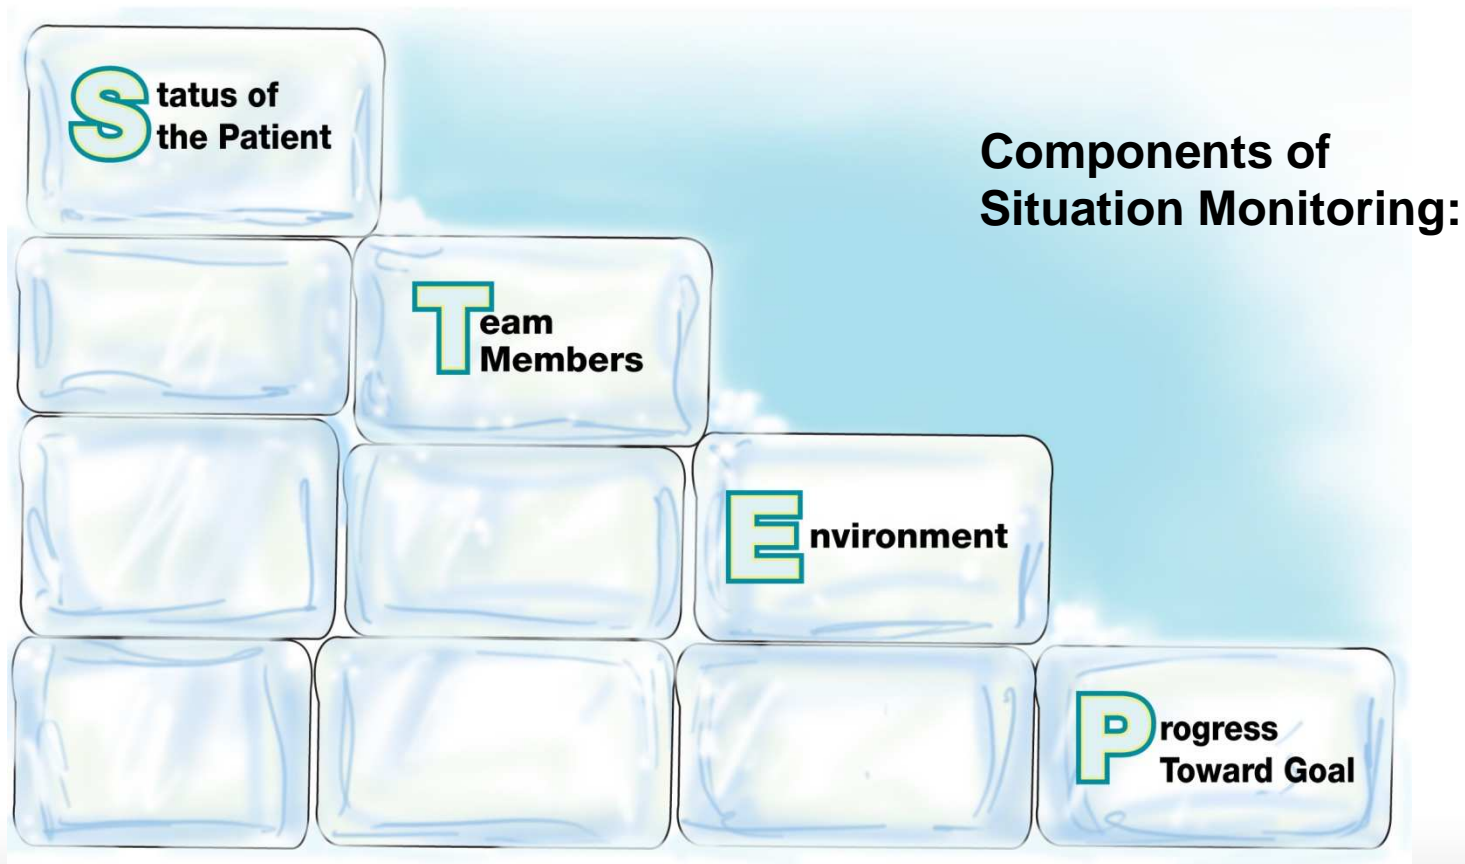 Status of
the Patient
Components of
Situation Monitoring:
Team
Members
Environment
Progress
Toward Goal